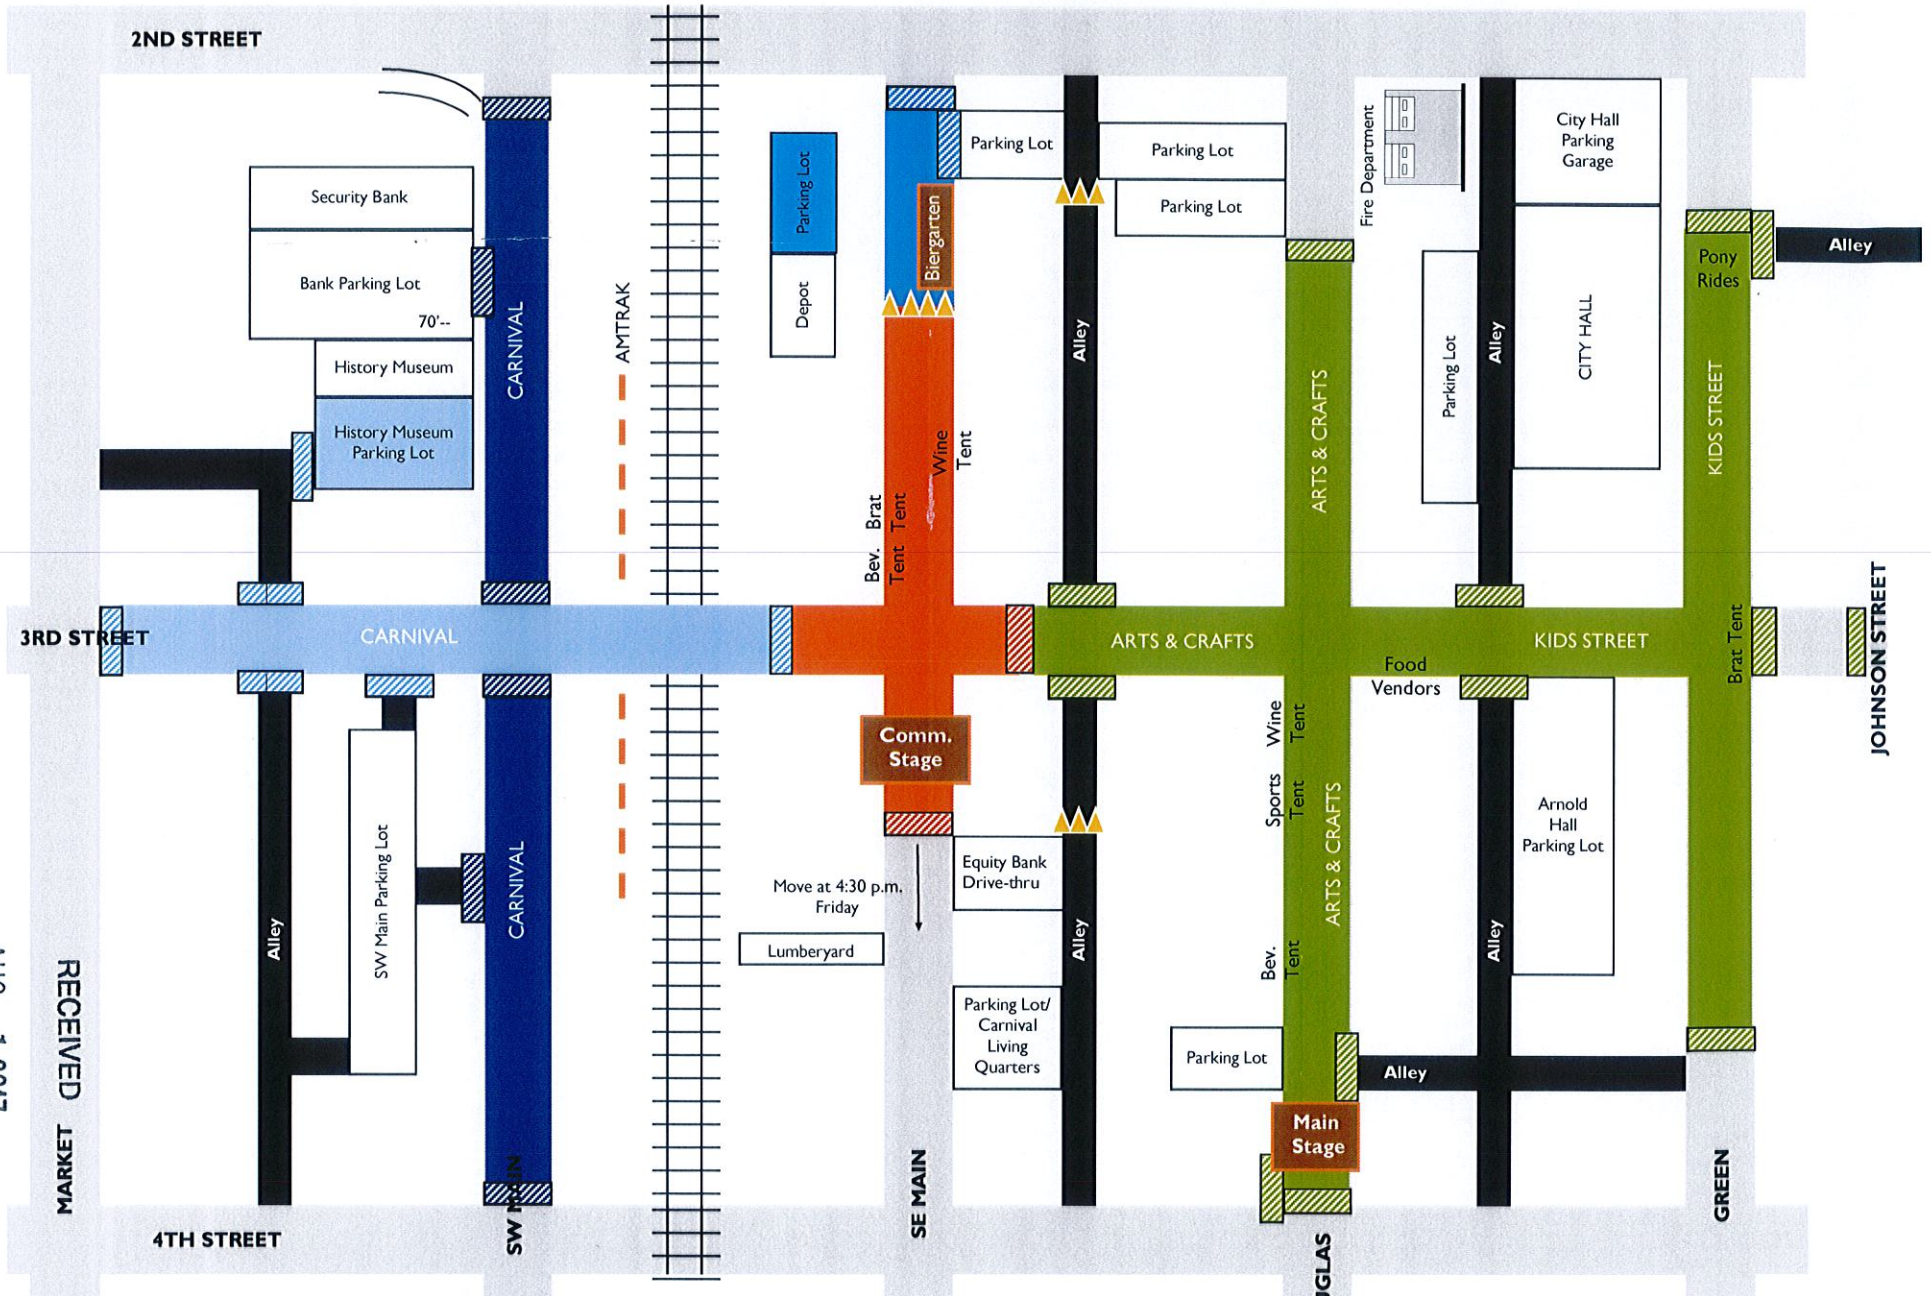 2ND STREET
Security Bank
Bank Parking Lot
70'--
History Museum
History Museum
Parking Lot
CARNIVAL
AMTRAK
Parking Lot
Depot
Biergarten
Parking Lot
Parking Lot
Parking Lot
Alley
Fire Department
City Hall
Parking
Garage
CITY HALL
Parking Lot
Alley
Pony
Rides
Alley
KIDS STREET
ARTS & CRAFTS
Wine
Tent
Brat
Tent
Bev.
Tent
3RD STREET
CARNIVAL
ARTS & CRAFTS
KIDS STREET
Food
Vendors
Brat Tent
JOHNSON STREET
Comm.
Stage
Wine
Tent
Sports
Tent
ARTS & CRAFTS
Bev.
Tent
Arnold
Hall
Parking Lot
Equity Bank
Drive-thru
Move at 4:30 p.m.
Friday
Lumberyard
Parking Lot/
Carnival
Living
Quarters
Parking Lot
Alley
Alley
Alley
Alley
SW Main Parking Lot
CARNIVAL
Main
Stage
RECEIVED
MARKET
SW MAIN
SE MAIN
UGLAS
GREEN
4TH STREET